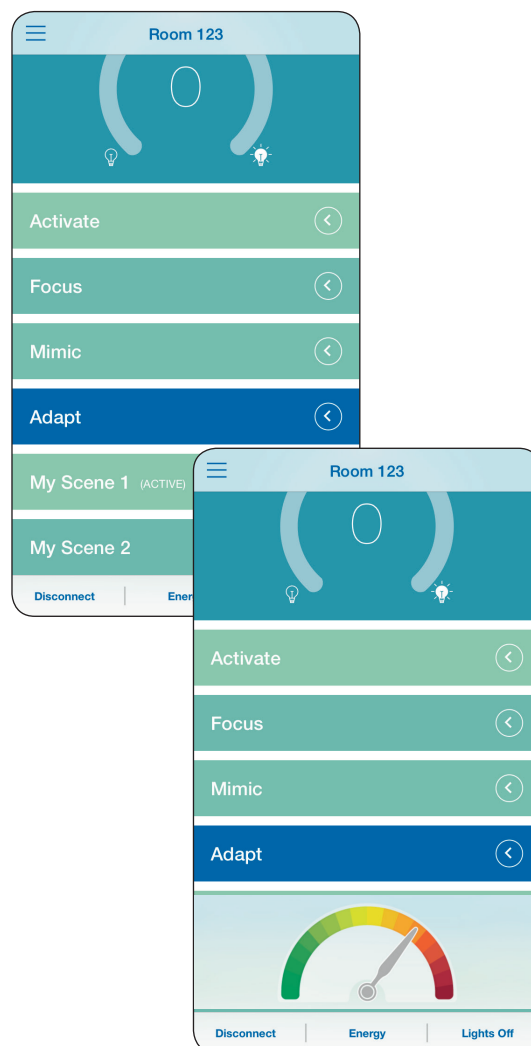 Room 123
0
Activate
Focus
Mimic
Adapt
My Scene 1 (ACTIVE)
My Scene 2
Disconnect
Room 123
0
Activate
Focus
Mimic
Adapt
Disconnect Energy Lights Off